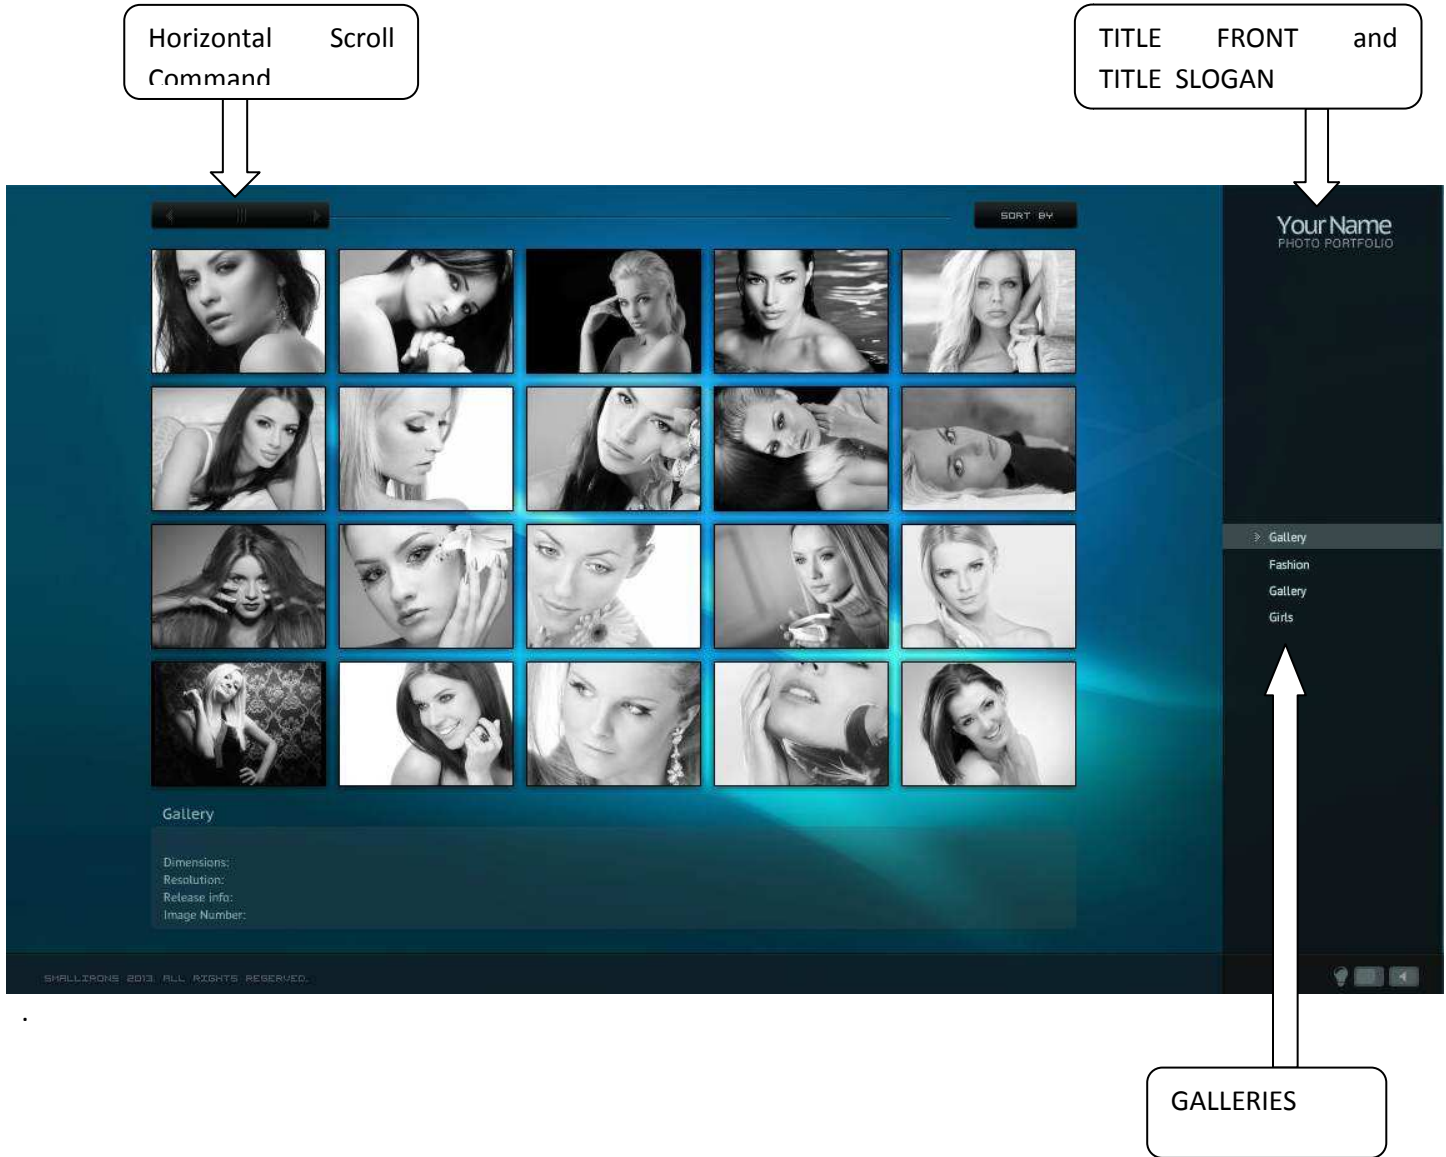 Horizontal Scroll
Command
TITLE FRONT and
TITLE SLOGAN
SORT BY
Your Name
PHOTO PORTFOLIO
Gallery
Fashion
Gallery
Girls
Gallery
Dimensions:
Resolution:
Release info:
Image Number:
SMALLIRONS 2013. ALL RIGHTS RESERVED.
.
GALLERIES